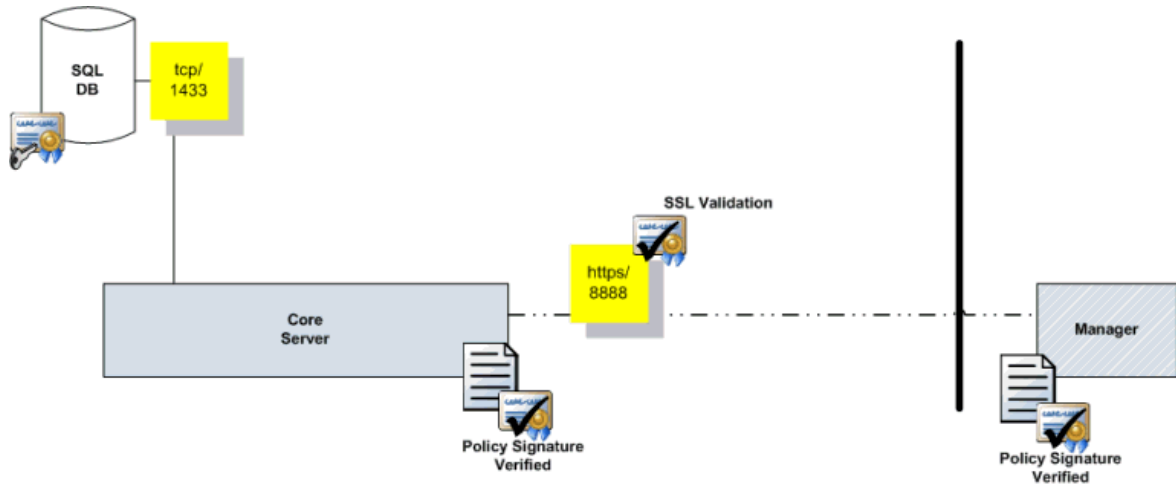 SQL
DB
tcp/
1433
SSL Validation
https/
8888
Core
Server
Manager
Policy Signature
Verified
Policy Signature
Verified